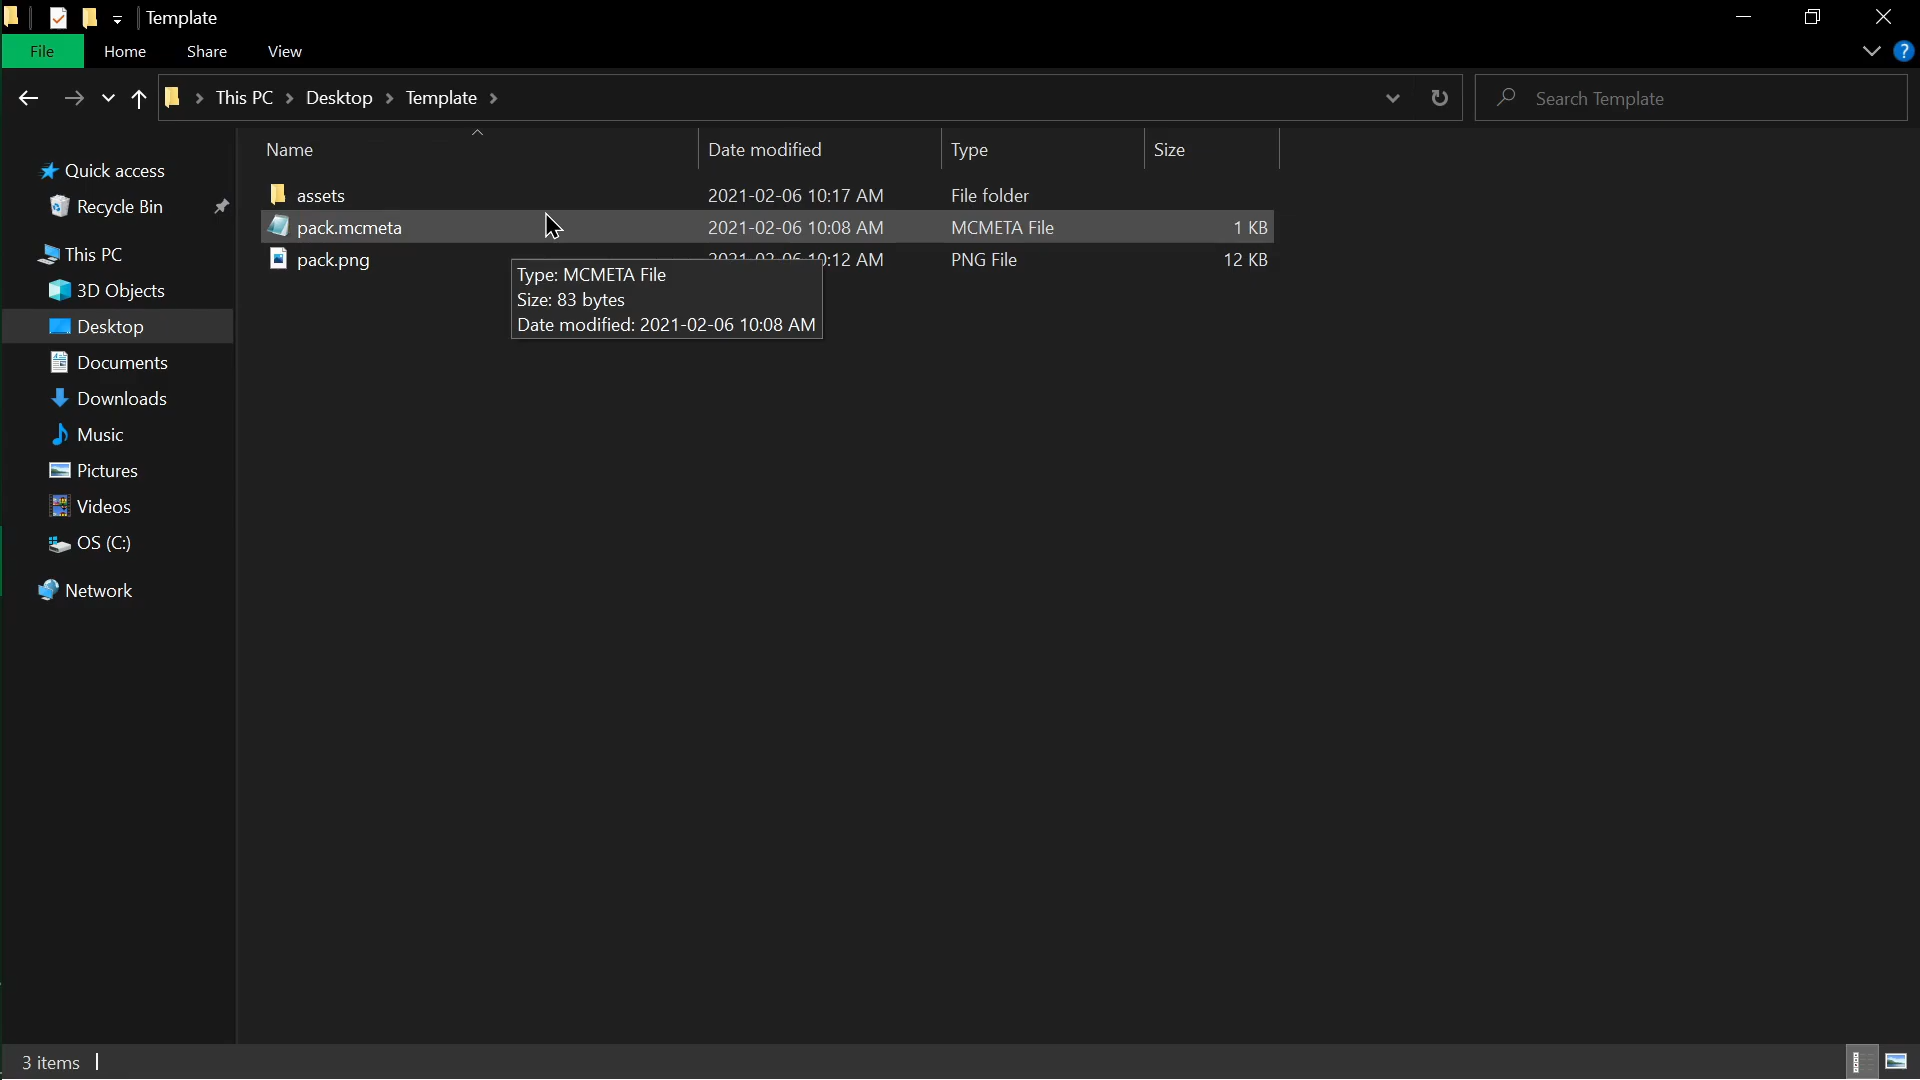 Template
File Home Share View
?
This PC Desktop Template
Search Template
Name Date modified Type Size
Quick access
Recycle Bin
This PC
3D Objects
Desktop
Documents
Downloads
Music
Pictures
Videos
OS (C:)
Network
assets 2021-02-06 10:17 AM File folder
pack.mcmeta 2021-02-06 10:08 AM MCMETA File 1 KB
pack.png 2021-02-06 10:12 AM PNG File 12 KB
Type: MCMETA File
Size: 83 bytes
Date modified: 2021-02-06 10:08 AM
3 items